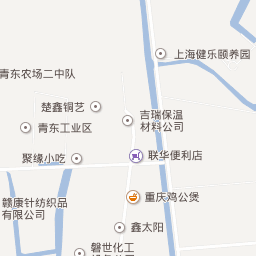 上海健乐颐养园
青东农场二中队
楚鑫铜艺
吉瑞保温
材料公司
青东工业区
聚缘小吃
联华便利店
赣康针纺织品
有限公司
重庆鸡公煲
鑫太阳
磐世化工